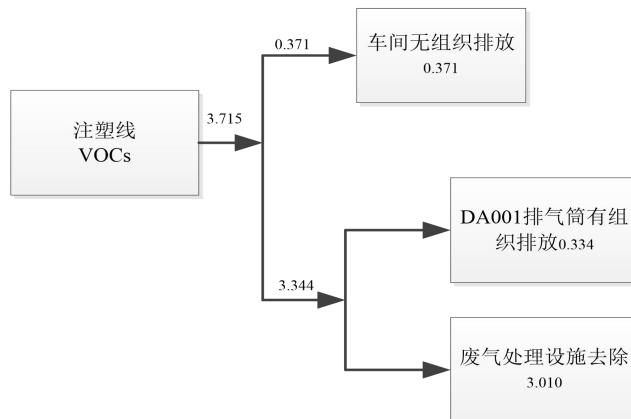 0.371
车间无组织排放
0.371
注塑线
VOCs
3.715
DA001排气筒有组
织排放0.334
3.344
废气处理设施去除
3.010